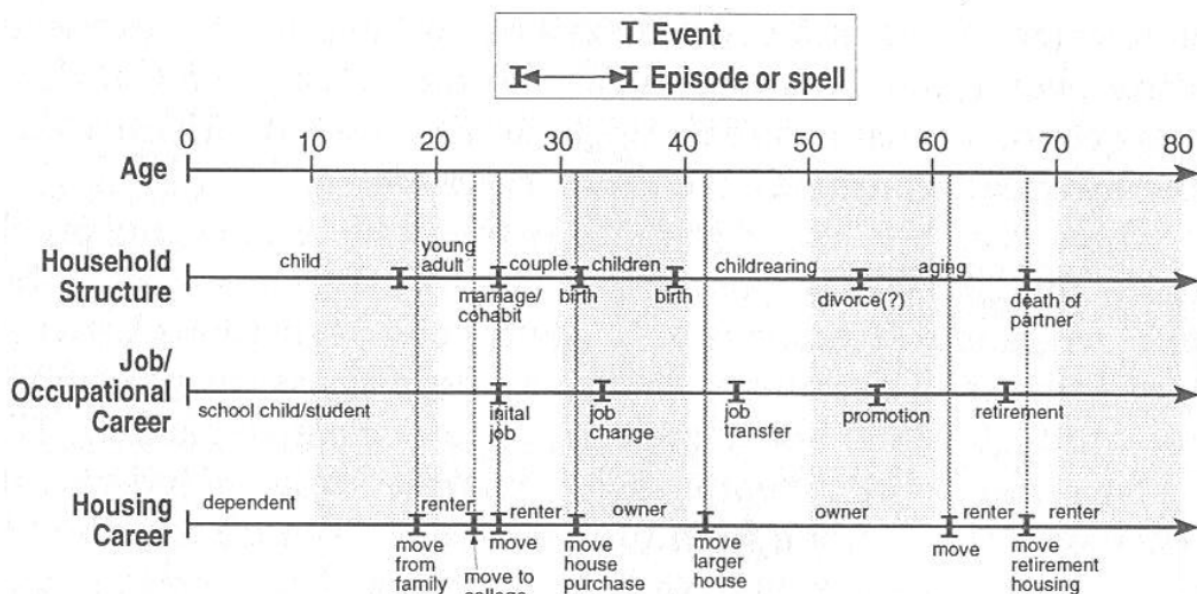 Event
Episode or spell
0 10 20 30 40 50 60 70 80
Age
Household
Structure
child
young
adult
couple
children
childrearing
aging
marriage/
cohabit
birth
birth
divorce(?)
death of
partner
Job/
Occupational
Career
school child/student
inital
job
job
change
job
transfer
promotion
retirement
Housing
Career
dependent
renter
renter
owner
owner
renter
renter
move
from
family
move to
move
move
house
purchase
move
larger
house
move
move
retirement
housing